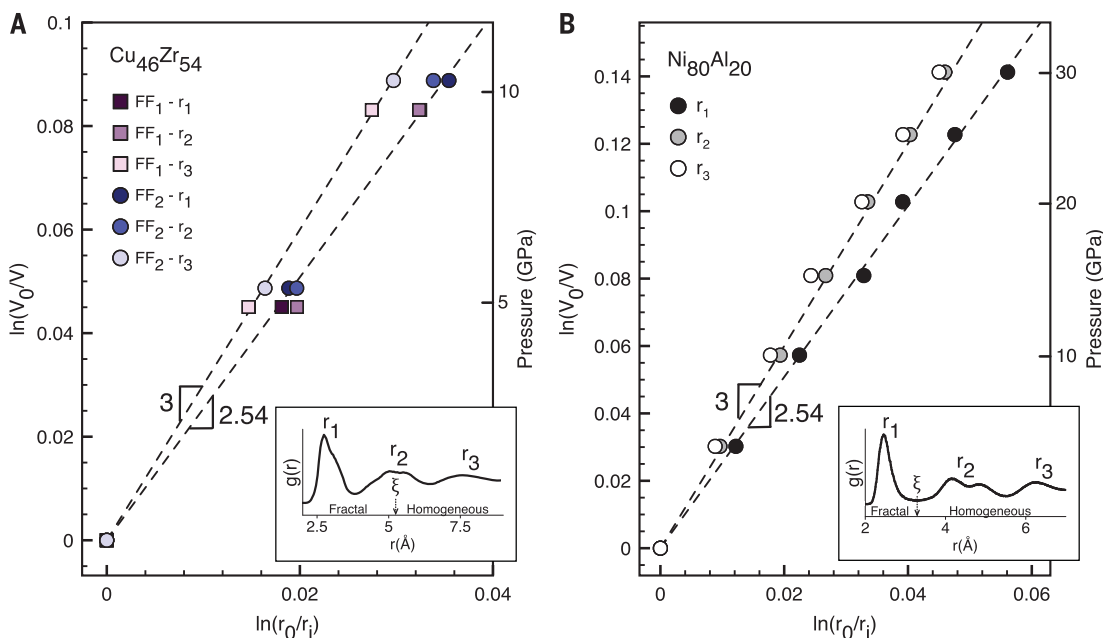 A
Cu46Zr54
FF1 - r1
FF1 - r2
FF1 - r3
FF2 - r1
FF2 - r2
FF2 - r3
0.1
0.08
0.06
0.04
0.02
0
ln(V0/V)
10
5
Pressure (GPa)
3
2.54
r1
r2
r3
ξ
g(r)
Fractal
Homogeneous
2.5 5 7.5
r(Å)
0 0.02 0.04
ln(r0/ri)
B
Ni80Al20
r1
r2
r3
0.14
0.12
0.1
0.08
0.06
0.04
0.02
0
ln(V0/V)
30
20
10
Pressure (GPa)
3
2.54
r1
r2
r3
ξ
g(r)
Fractal
Homogeneous
2 4 6
r(Å)
0 0.02 0.04 0.06
ln(r0/ri)